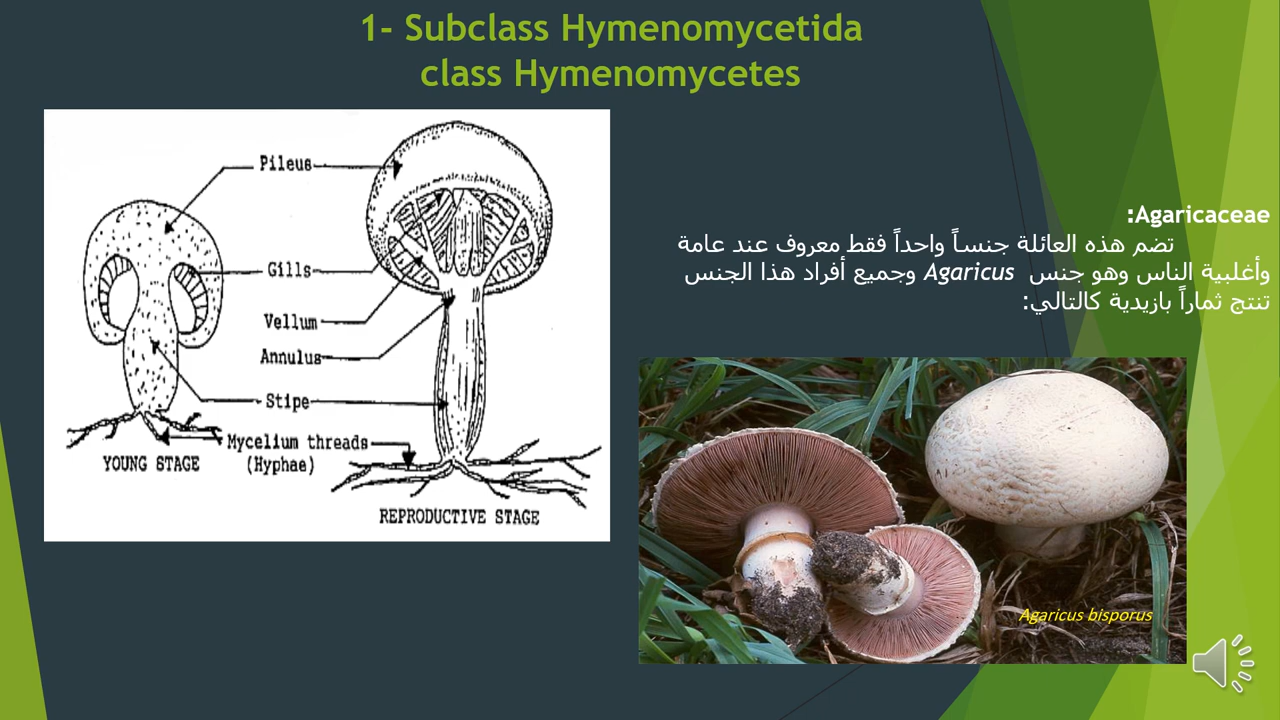 1- Subclass Hymenomycetida
class Hymenomycetes
Pileus
Gills
Vellum
Annulus
Stipe
Mycelium threads
(Hyphae)
YOUNG STAGE
REPRODUCTIVE STAGE
Agaricaceae:
تضم هذه العائلة جنساً واحداً فقط معروف عند عامة
وأغلبية الناس وهو جنس Agaricus وجميع أفراد هذا الجنس
تنتج ثماراً بازيدية كالتالي:
Agaricus bisporus